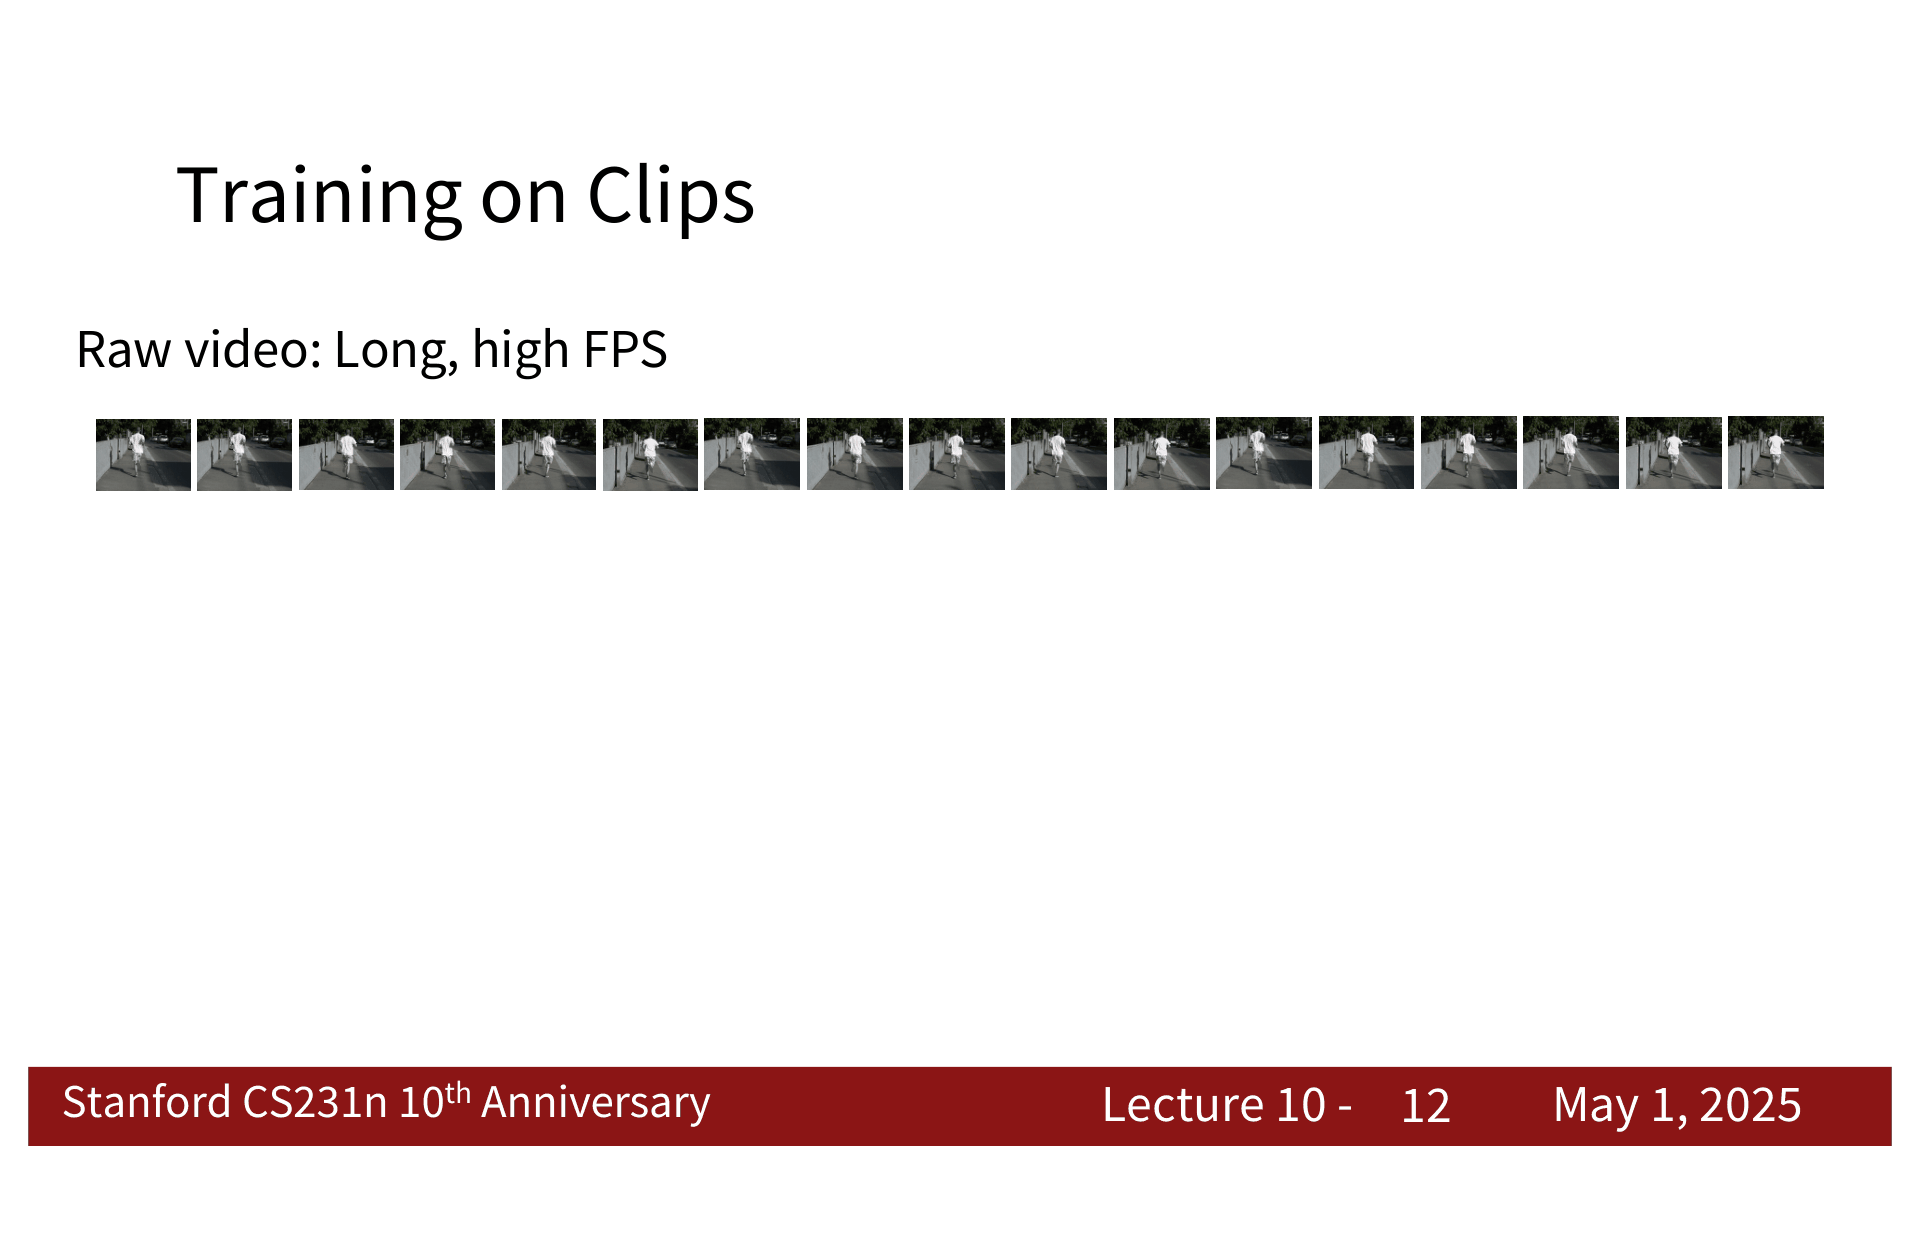 Training on Clips
Raw video: Long, high FPS
Stanford CS231n 10th Anniversary
Lecture 10 - 12
May 1, 2025